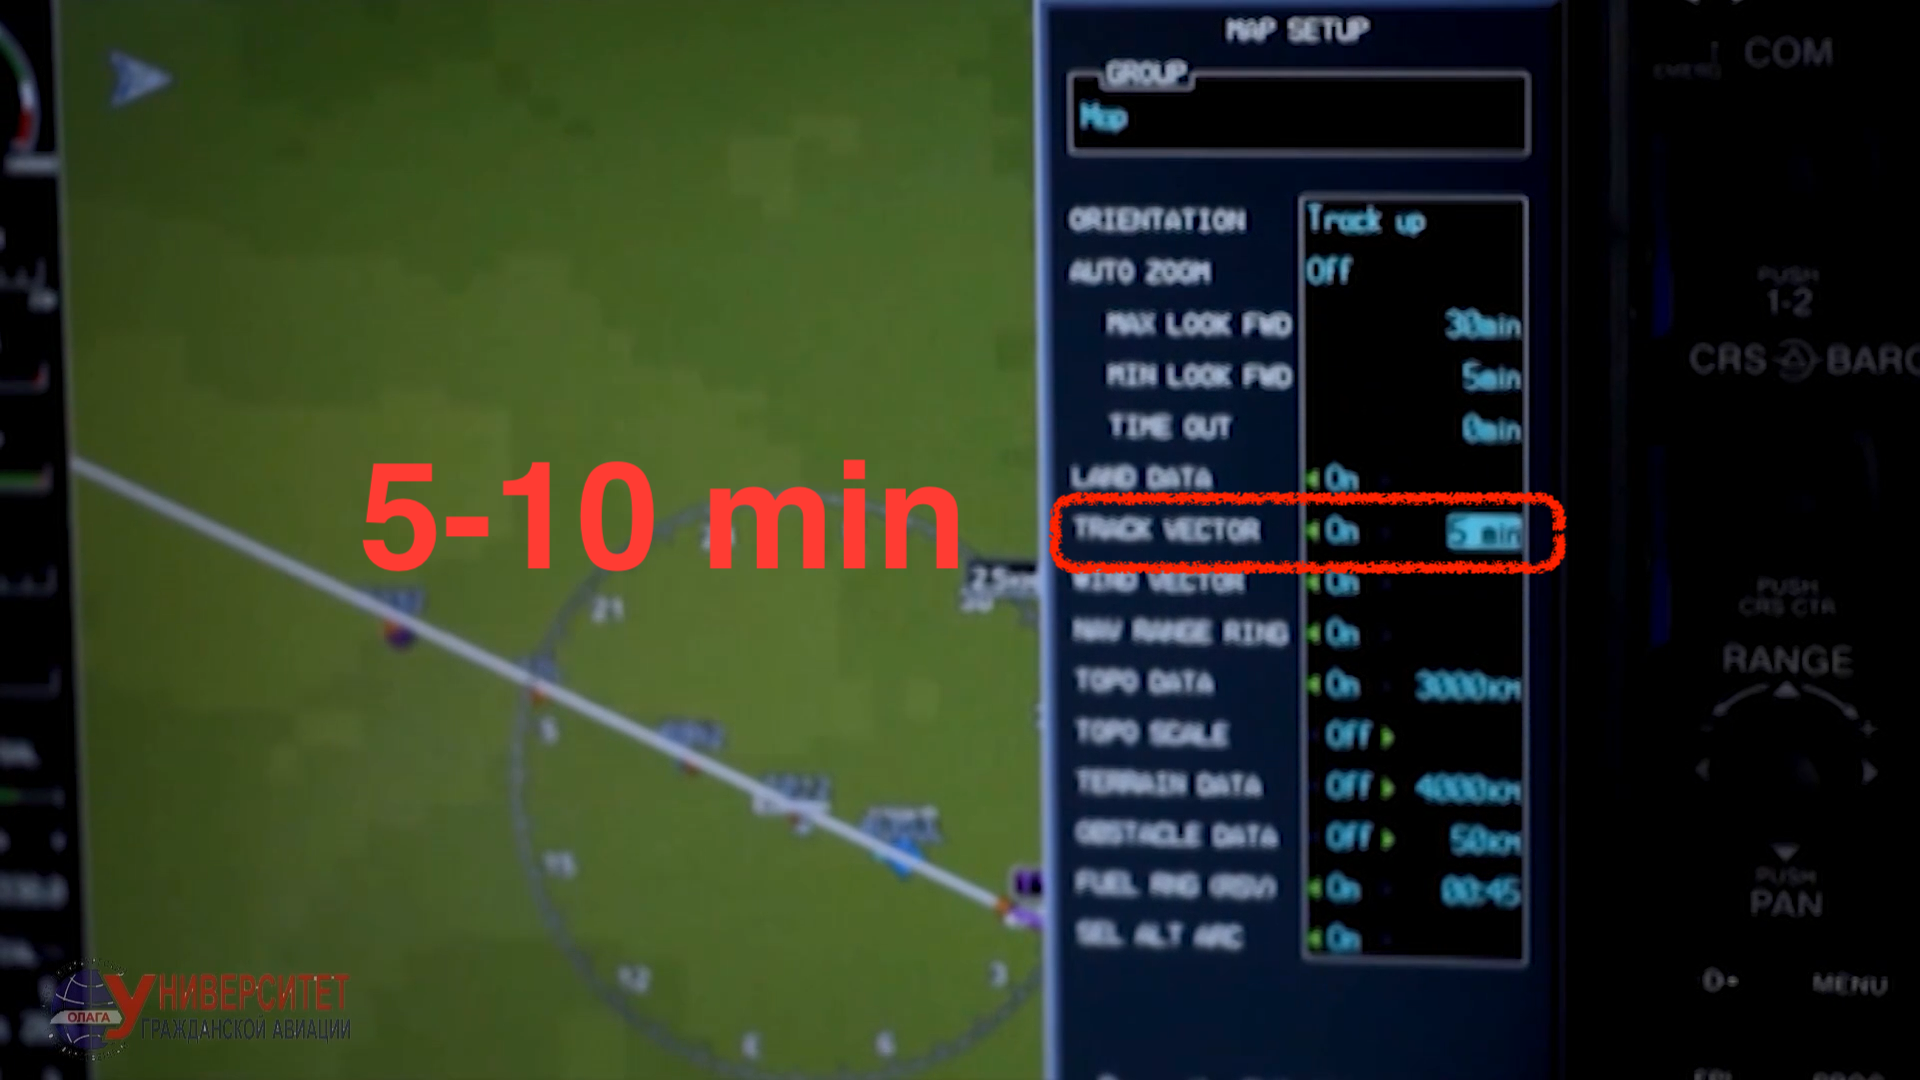 MAP SETUP
GROUP
Map
ORIENTATION Track up
AUTO ZOOM Off
MAX LOOK FWD 30min
MIN LOOK FWD 5min
TIME OUT 0min
LAND DATA On
TRACK VECTOR On 5 min
WIND VECTOR On
NAV RANGE RING On
TOPO DATA On 3000KM
TOPO SCALE Off
TERRAIN DATA Off 4000KM
OBSTACLE DATA Off 50KM
FUEL RNG (RSV) On 00:45
SEL ALT ARC On
5-10 min
21
15
12
6
3
COM
PUSH
1-2
CRS BARO
PUSH
CRS CTR
RANGE
- +
PUSH
PAN
D MENU
ОЛАГА
УНИВЕРСИТЕТ
ГРАЖДАНСКОЙ АВИАЦИИ